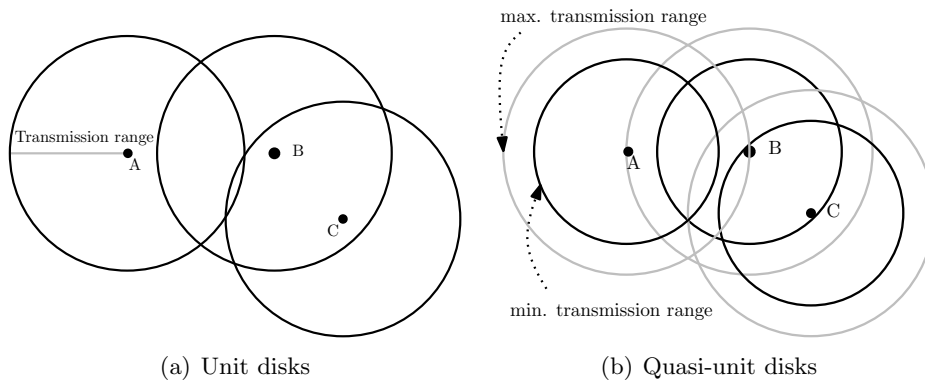 max. transmission range
Transmission range
A
B
C
A
B
C
min. transmission range
(a) Unit disks
(b) Quasi-unit disks